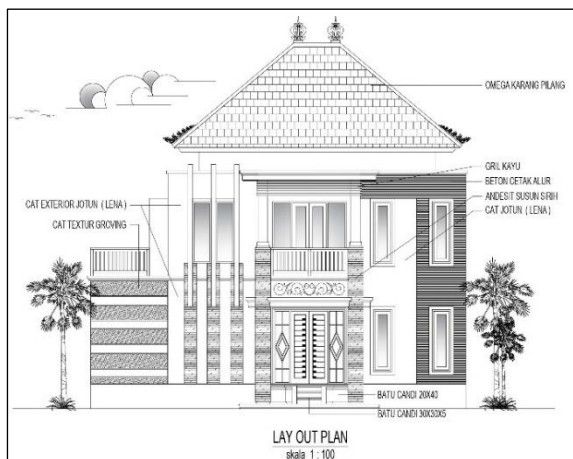 OMEGA KARANG PILANG
GRIL KAYU
BETON CETAK ALUR
ANDESIT SUSUN SIRIH
CAT JOTUN ( LENA )
CAT EXTERIOR JOTUN ( LENA )
CAT TEXTUR GROVING
BATU CANDI 20X40
BATU CANDI 30X30X5
LAY OUT PLAN
skala 1 : 100